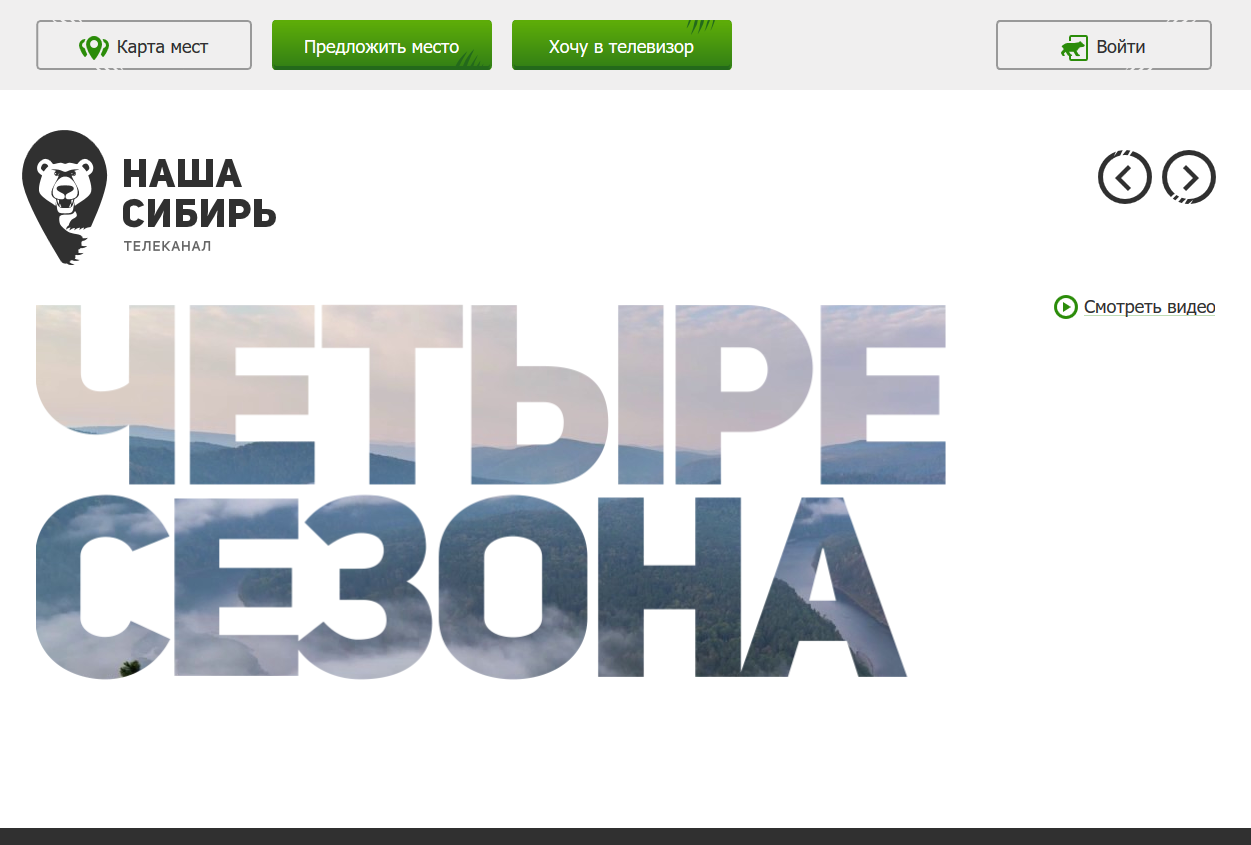 Карта мест
Предложить место
Хочу в телевизор
Войти
НАША
СИБИРЬ
ТЕЛЕКАНАЛ
Смотреть видео
ЧЕТЫРЕ
СЕЗОНА